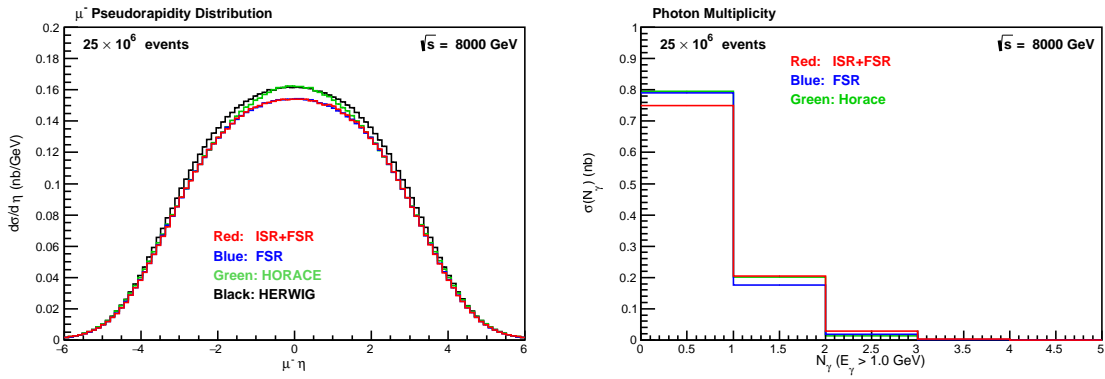 μ⁻ Pseudorapidity Distribution
25 × 10⁶ events
√s = 8000 GeV
dσ/d η (nb/GeV)
0.2
0.18
0.16
0.14
0.12
0.1
0.08
0.06
0.04
0.02
0
Red: ISR+FSR
Blue: FSR
Green: HORACE
Black: HERWIG
-6 -4 -2 0 2 4 6
μ⁻ η
Photon Multiplicity
25 × 10⁶ events
√s = 8000 GeV
σ(N_γ) (nb)
1
0.9
0.8
0.7
0.6
0.5
0.4
0.3
0.2
0.1
0
Red: ISR+FSR
Blue: FSR
Green: Horace
0 0.5 1 1.5 2 2.5 3 3.5 4 4.5 5
N_γ (E_γ > 1.0 GeV)